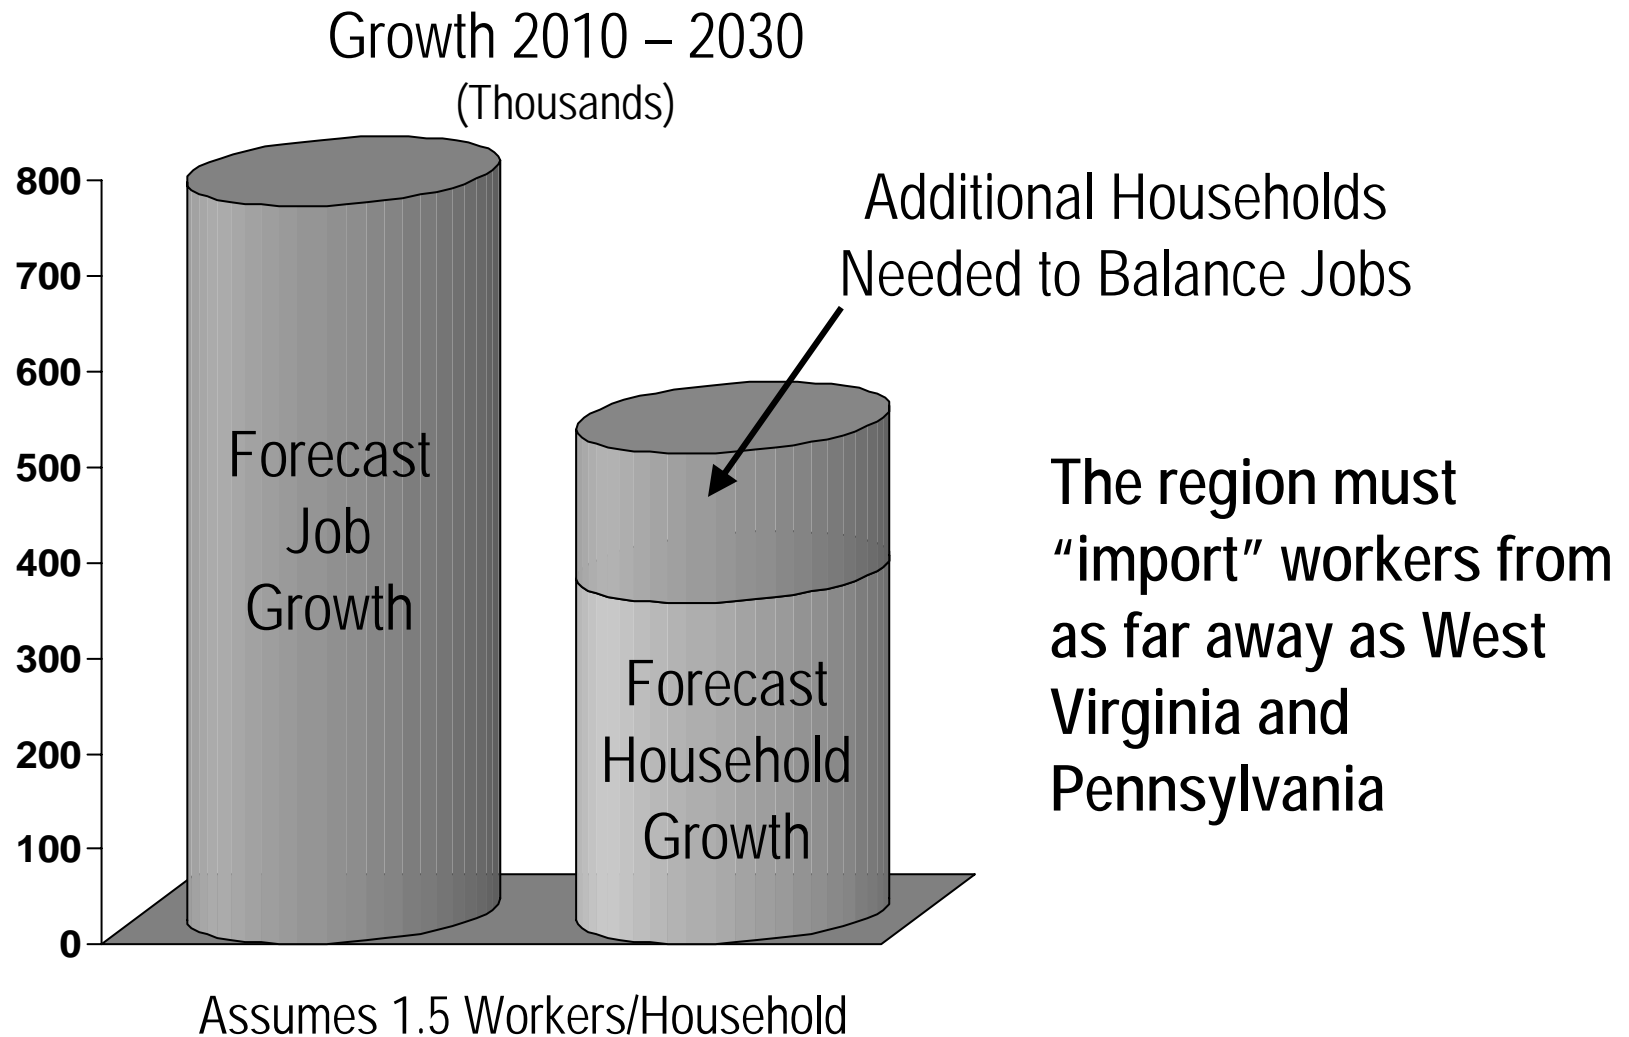 Growth 2010 – 2030
(Thousands)
800
700
600
500
400
300
200
100
0
Forecast
Job
Growth
Additional Households
Needed to Balance Jobs
Forecast
Household
Growth
The region must
“import” workers from
as far away as West
Virginia and
Pennsylvania
Assumes 1.5 Workers/Household